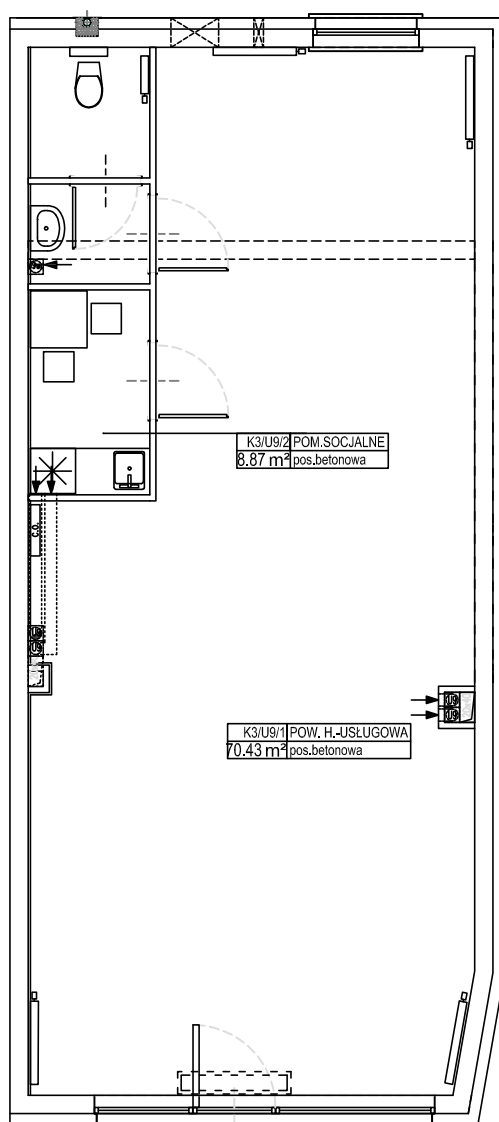 K3/U9/2 POM.SOCJALNE
8.87 m² pos.betonowa
C.O.
K3/U9/1 POW. H.-USŁUGOWA
70.43 m² pos.betonowa